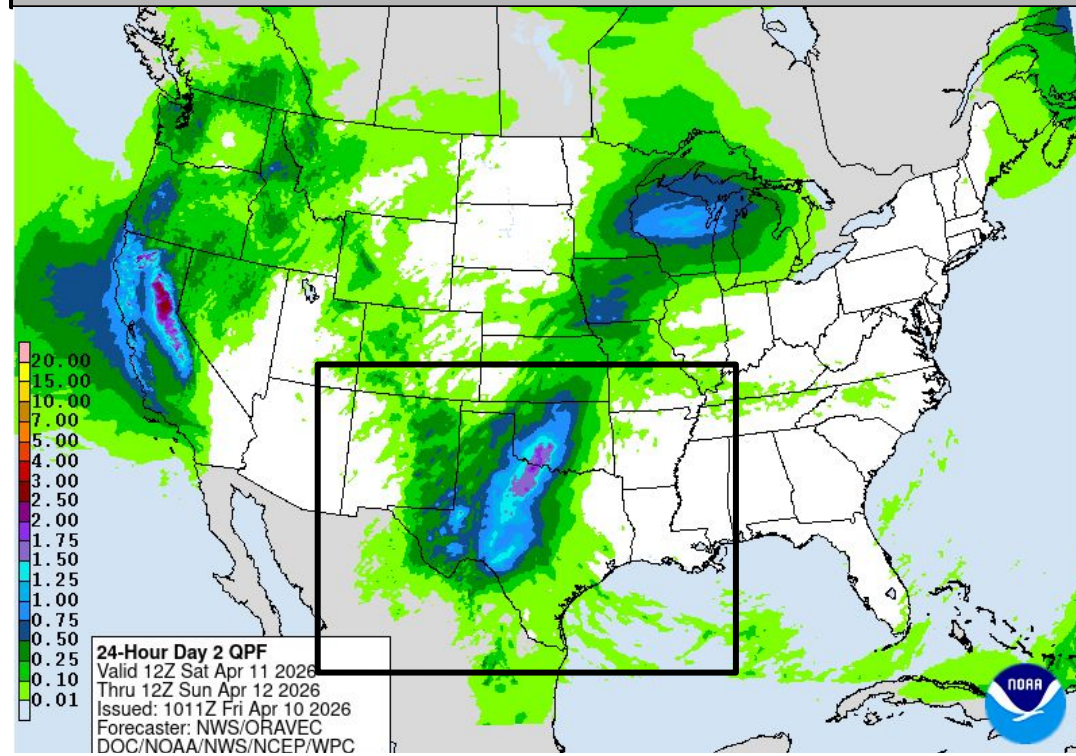 20.00
15.00
10.00
7.00
5.00
4.00
3.00
2.50
2.00
1.75
1.50
1.25
1.00
0.75
0.50
0.25
0.10
0.01
24-Hour Day 2 QPF
Valid 12Z Sat Apr 11 2026
Thru 12Z Sun Apr 12 2026
Issued: 1011Z Fri Apr 10 2026
Forecaster: NWS/ORAVEC
DOC/NOAA/NWS/NCEP/WPC
NOAA